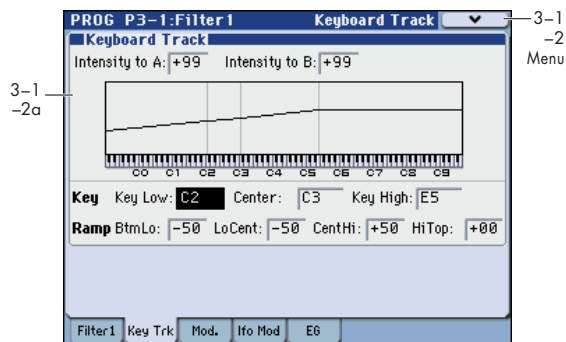 PROG P3-1:Filter1 Keyboard Track
3–1
–2
Menu
Keyboard Track
Intensity to A: +99 Intensity to B: +99
3–1
–2a
C0 C1 C2 C3 C4 C5 C6 C7 C8 C9
Key Key Low: C2 Center: C3 Key High: E5
Ramp BtmLo: -50 LoCent: -50 CentHi: +50 HiTop: +00
Filter1 Key Trk Mod. lfo Mod EG